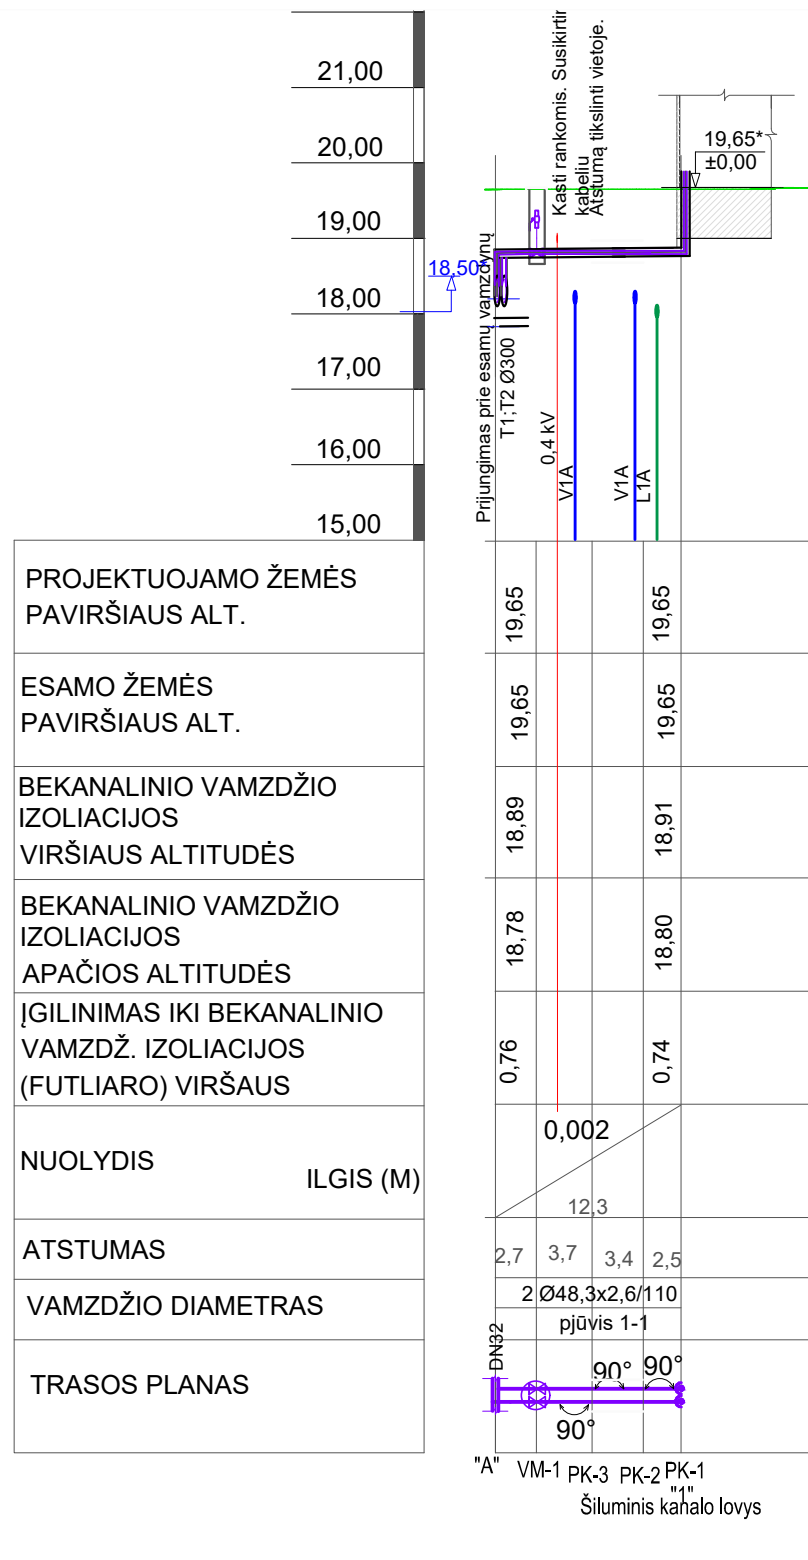 21,00
20,00
19,00
18,00
17,00
16,00
15,00
18,50*
Prijungimas prie esamų vamzdynų
T1;T2 Ø300
0,4 kV
Kasti rankomis.
kabeliu
Atstumą tikslinti vietoje.
V1A
V1A
L1A
19,65*
±0,00
PROJEKTUOJAMO ŽEMĖS
PAVIRŠIAUS ALT.
19,65
19,65
ESAMO ŽEMĖS
PAVIRŠIAUS ALT.
19,65
19,65
BEKANALINIO VAMZDŽIO
IZOLIACIJOS
VIRŠIAUS ALTITUDĖS
18,89
18,91
BEKANALINIO VAMZDŽIO
IZOLIACIJOS
APAČIOS ALTITUDĖS
18,78
18,80
ĮGILINIMAS IKI BEKANALINIO
VAMZDŽ. IZOLIACIJOS
(FUTLIARO) VIRŠAUS
0,76
0,74
NUOLYDIS
ILGIS (M)
0,002
12,3
ATSTUMAS
2,7
3,7
3,4
2,5
VAMZDŽIO DIAMETRAS
2 Ø48,3x2,6/110
pjūvis 1-1
TRASOS PLANAS
DN32
90°
90°
90°
"A"
VM-1
PK-3
PK-2
PK-1
"1"
Šiluminis kanalo lovys